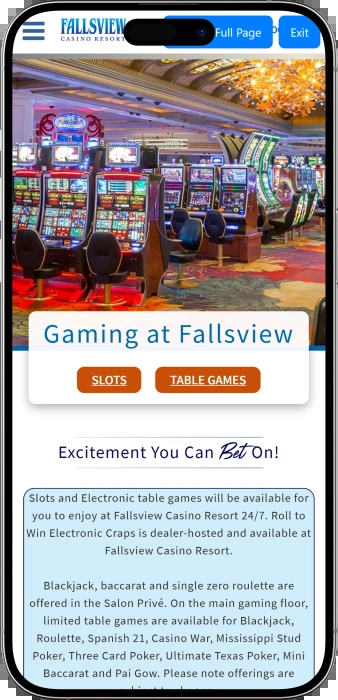 FALLSVIEW
CASINO RESORT
Full Page
Exit
Gaming at Fallsview
SLOTS
TABLE GAMES
Excitement You Can Bet On!
Slots and Electronic table games will be available for
you to enjoy at Fallsview Casino Resort 24/7. Roll to
Win Electronic Craps is dealer-hosted and available at
Fallsview Casino Resort.
Blackjack, baccarat and single zero roulette are
offered in the Salon Privé. On the main gaming floor,
limited table games are available for Blackjack,
Roulette, Spanish 21, Casino War, Mississippi Stud
Poker, Three Card Poker, Ultimate Texas Poker, Mini
Baccarat and Pai Gow. Please note offerings are